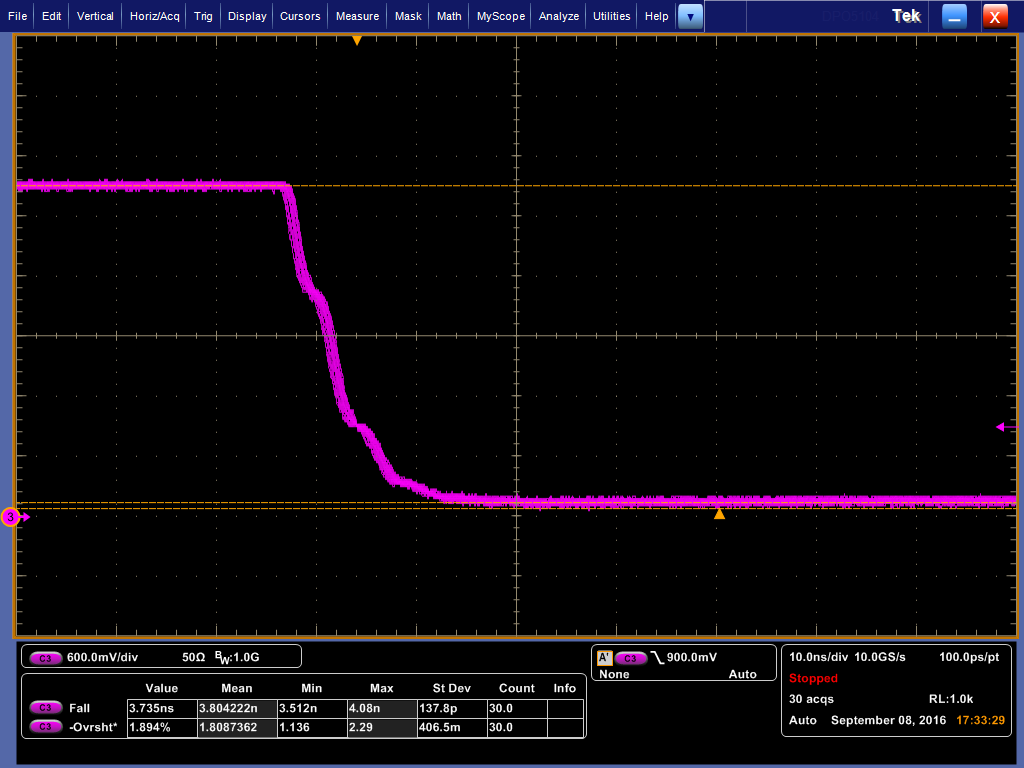 File Edit Vertical Horiz/Acq Trig Display Cursors Measure Mask Math MyScope Analyze Utilities Help Tek X
3
C3 600.0mV/div 50Ω BW:1.0G
A' C3 900.0mV
None Auto
10.0ns/div 10.0GS/s 100.0ps/pt
Stopped
30 acqs RL:1.0k
Auto September 08, 2016 17:33:29
Value Mean Min Max St Dev Count Info
C3 Fall 3.735ns 3.804222n 3.512n 4.08n 137.8p 30.0
C3 -Ovrsht* 1.894% 1.8087362 1.136 2.29 406.5m 30.0